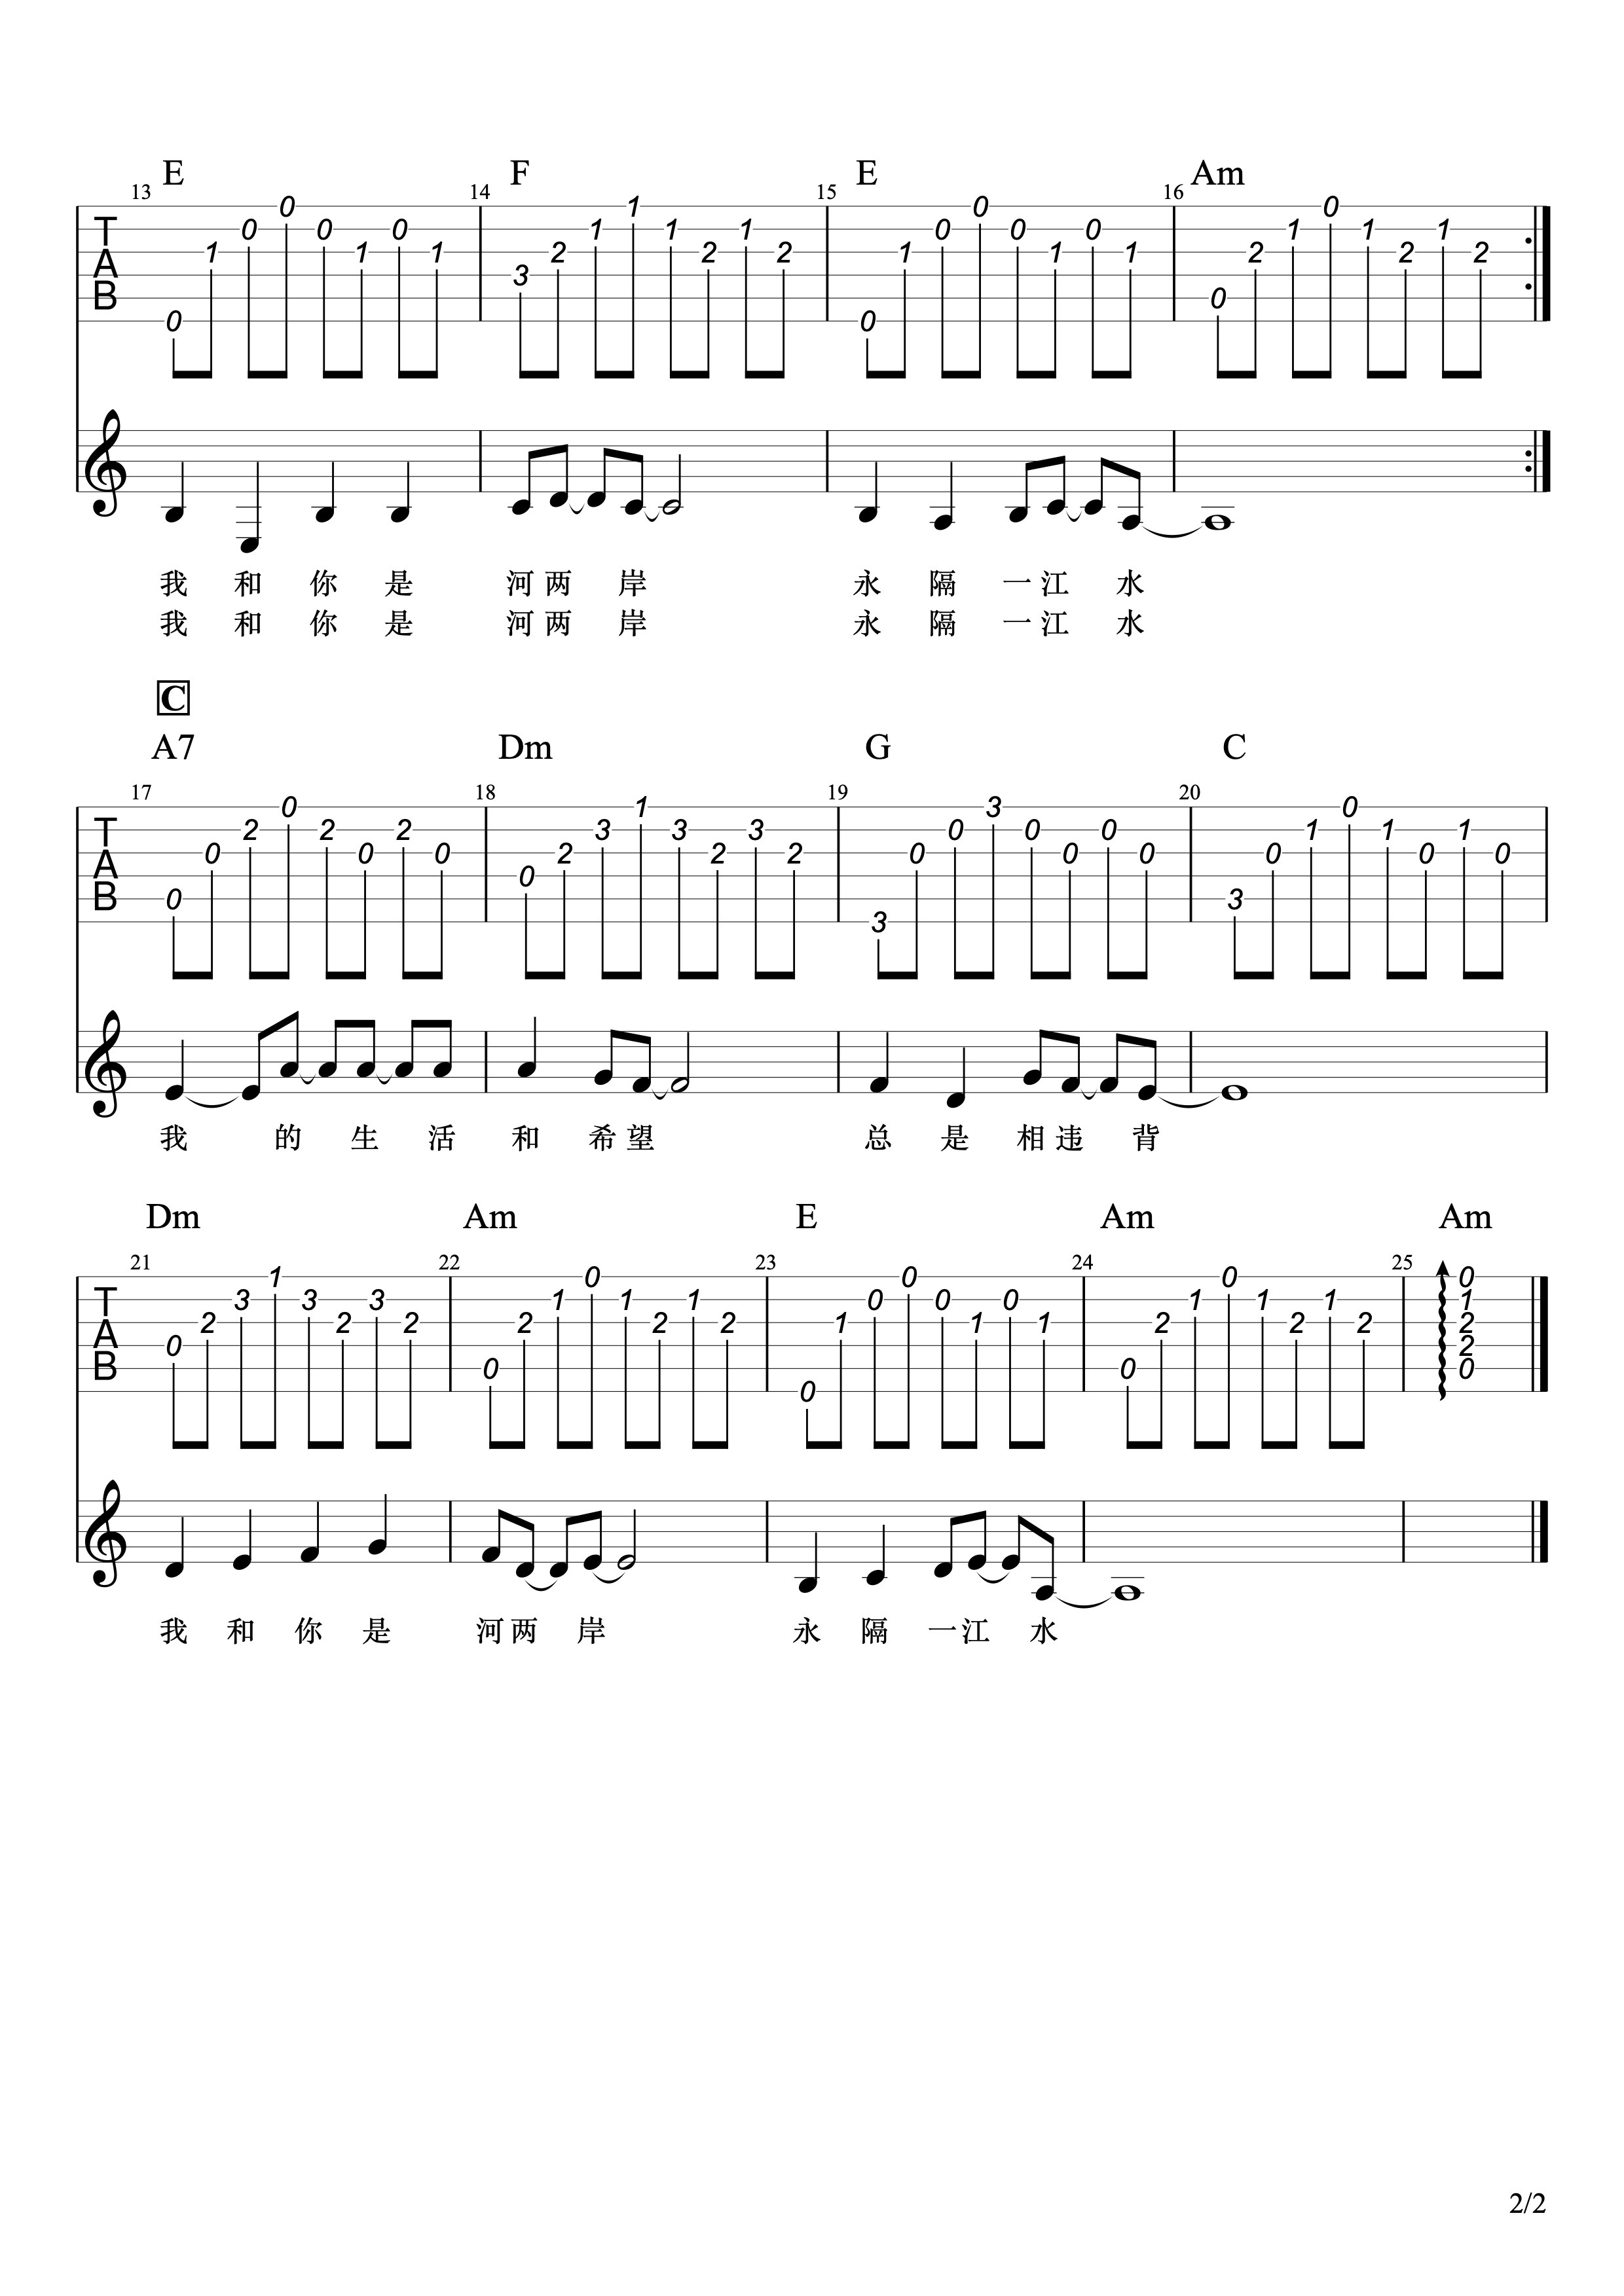 E F E Am
13 14 15 16
0 1 0 0 0 1 0 1 3 2 1 1 1 2 1 2 0 1 0 0 0 1 0 1 0 2 1 0 1 2 1 2
TAB
我 和 你 是 河 两 岸 永 隔 一 江 水
我 和 你 是 河 两 岸 永 隔 一 江 水
C
A7 Dm G C
17 18 19 20
0 0 2 0 2 0 2 0 0 2 3 1 3 2 3 2 3 0 0 3 0 0 0 0 3 0 1 0 1 0 1 0
TAB
我 的 生 活 和 希 望 总 是 相 违 背
Dm Am E Am Am
21 22 23 24 25
0 2 3 1 3 2 3 2 0 2 1 0 1 2 1 2 0 1 0 0 0 1 0 1 0 2 1 0 1 2 1 2 0 1 2 2 0
TAB
我 和 你 是 河 两 岸 永 隔 一 江 水
2/2